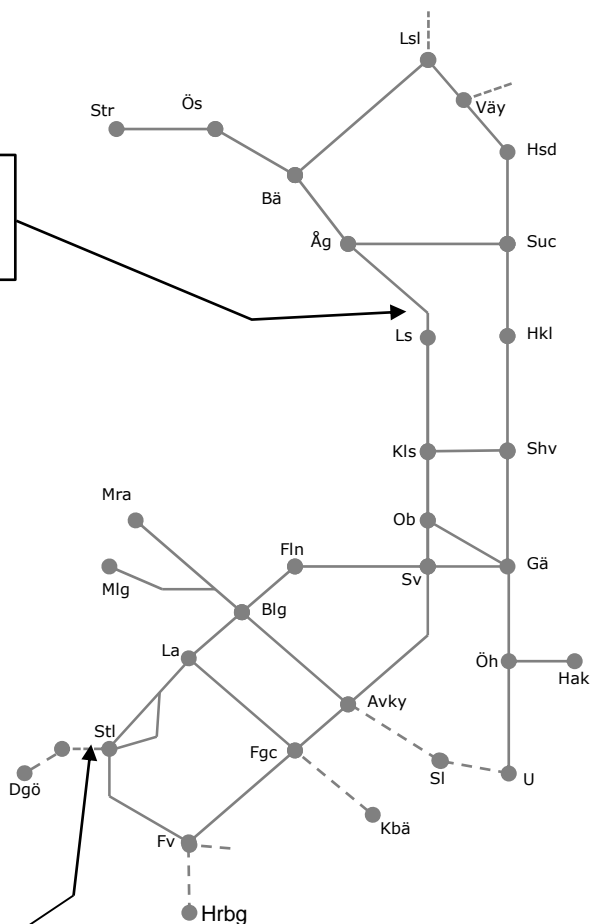 Lsl
Väy
Str
Ös
Hsd
Bä
Åg
Suc
Ls
Hkl
Kls
Shv
Mra
Ob
Fln
Mlg
Sv
Gä
Blg
La
Öh
Hak
Avky
Stl
Fgc
Sl
U
Dgö
Kbä
Fv
Hrbg